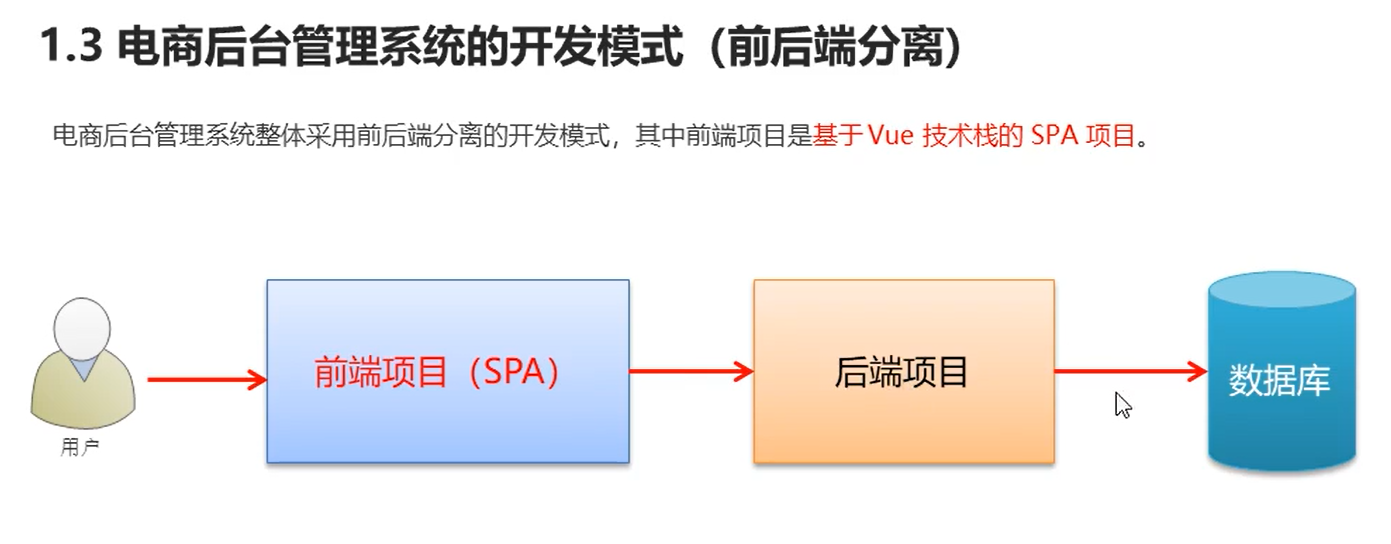 1.3 电商后台管理系统的开发模式（前后端分离）
电商后台管理系统整体采用前后端分离的开发模式，其中前端项目是基于 Vue 技术栈的 SPA 项目。
用户
前端项目（SPA）
后端项目
数据库